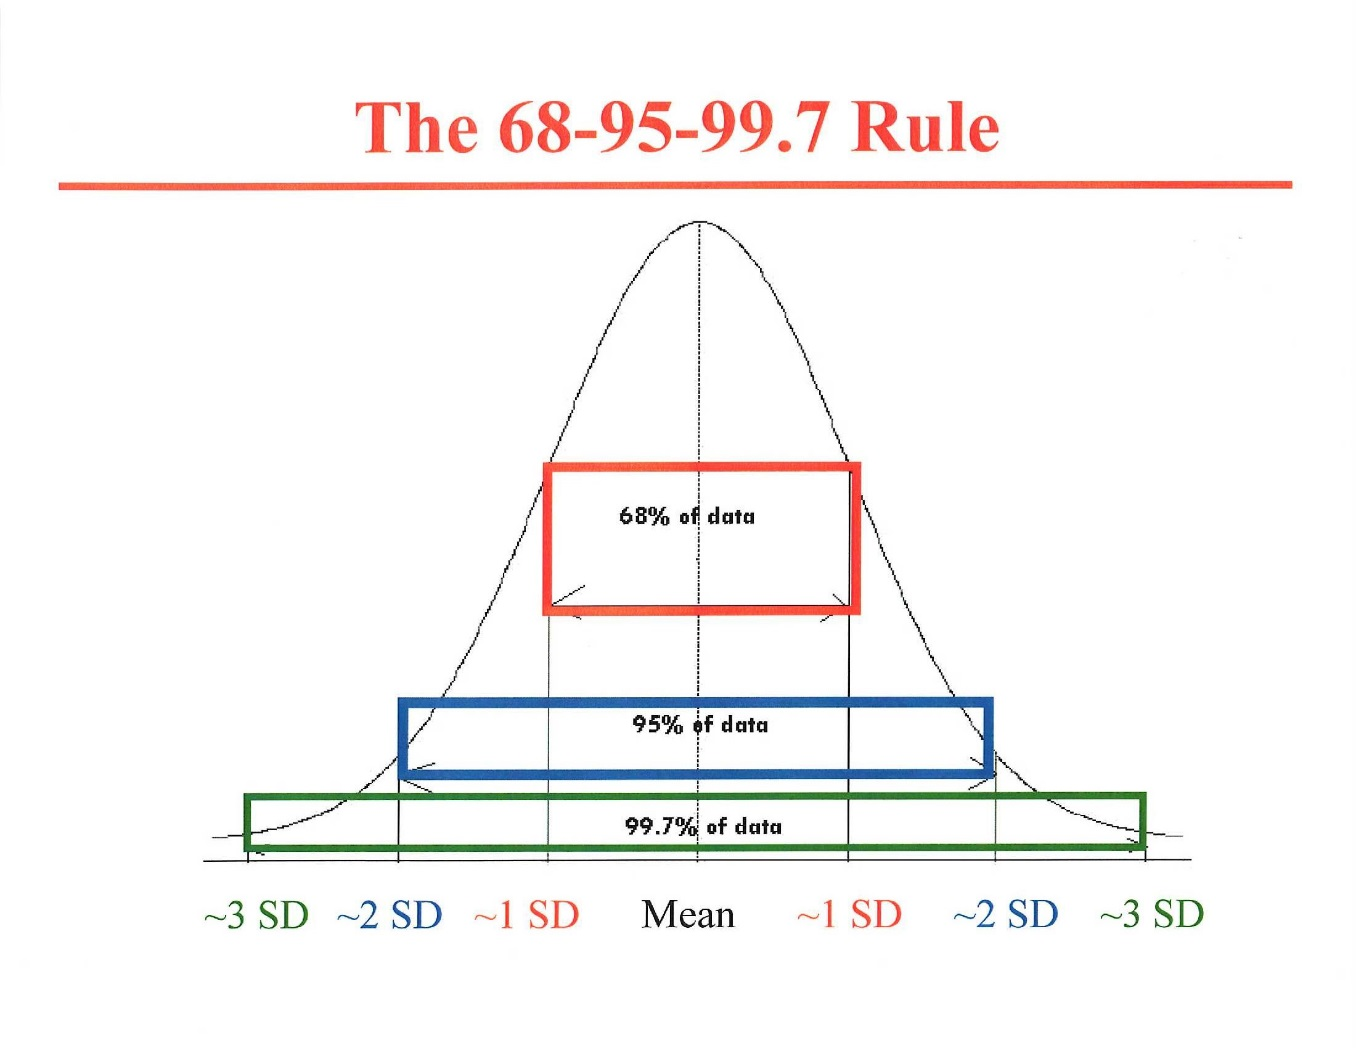 The 68-95-99.7 Rule
68% of data
95% of data
99.7% of data
~3 SD ~2 SD ~1 SD Mean ~1 SD ~2 SD ~3 SD